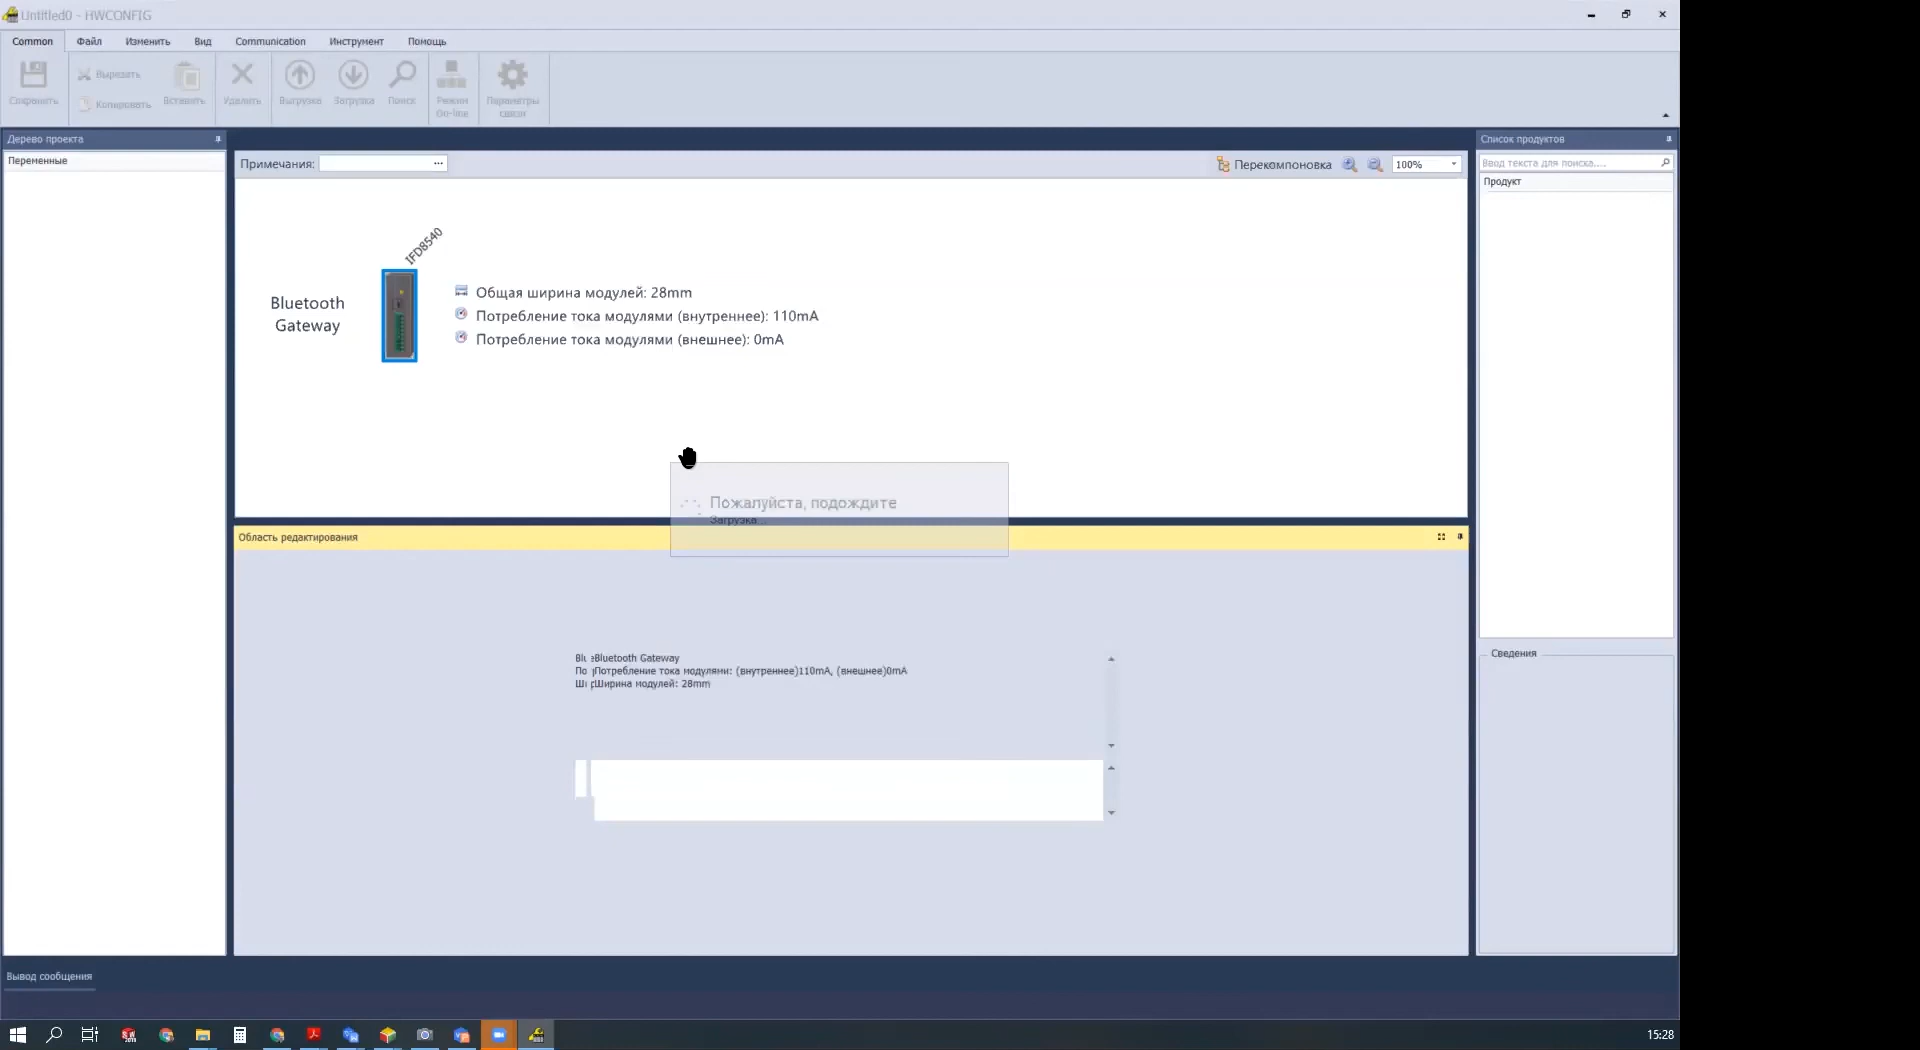 Untitled0 - HWCONFIG
Common Файл Изменить Вид Communication Инструмент Помощь
Сохранить
Вырезать
Копировать
Вставить
Удалить
Выгрузка
Загрузка
Поиск
Режим
On-line
Параметры
связи
Дерево проекта
Переменные
Примечания:
...
Перекомпоновка
100%
IFD8540
Bluetooth
Gateway
Общая ширина модулей: 28mm
Потребление тока модулями (внутреннее): 110mA
Потребление тока модулями (внешнее): 0mA
Пожалуйста, подождите
Загрузка...
Область редактирования
Bluetooth Gateway
Потребление тока модулями: (внутреннее)110mA, (внешнее)0mA
Ширина модулей: 28mm
Список продуктов
Ввод текста для поиска....
Продукт
Сведения
Вывод сообщения
15:28